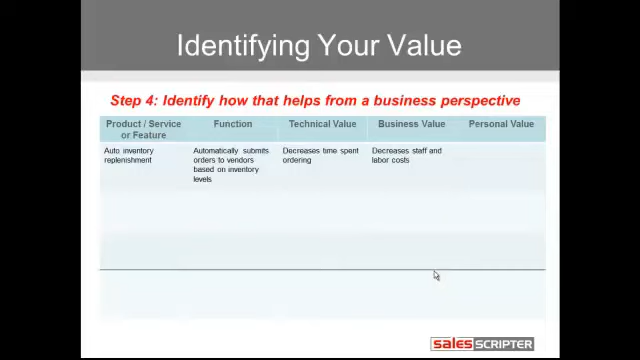 Identifying Your Value
Step 4: Identify how that helps from a business perspective
Product / Service
or Feature
Function
Technical Value
Business Value
Personal Value
Auto inventory
replenishment
Automatically submits
orders to vendors
based on inventory
levels
Decreases time spent
ordering
Decreases staff and
labor costs
salesSCRIPTER